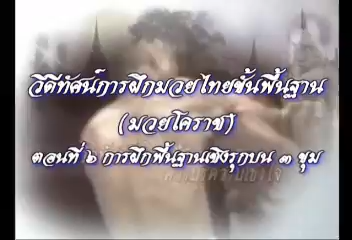 วิดีทัศน์การฝึกมวยไทยขั้นพื้นฐาน
(มวยโคราช)
ตอนที่ ๒ การฝึกพื้นฐานเชิงรุกบน ๓ ขุม